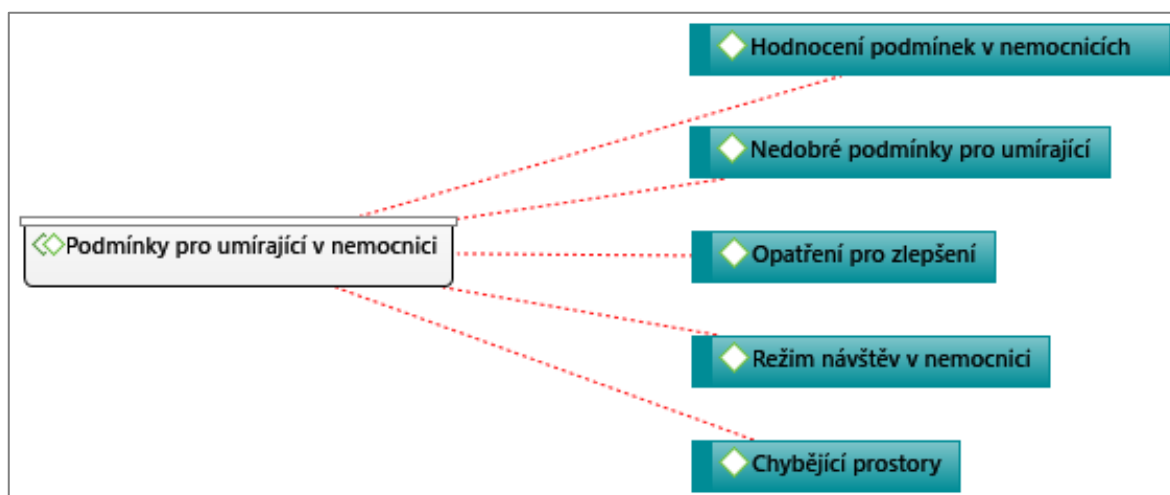 Hodnocení podmínek v nemocnicích
Nedobré podmínky pro umírající
Podmínky pro umírající v nemocnici
Opatření pro zlepšení
Režim návštěv v nemocnici
Chybějící prostory